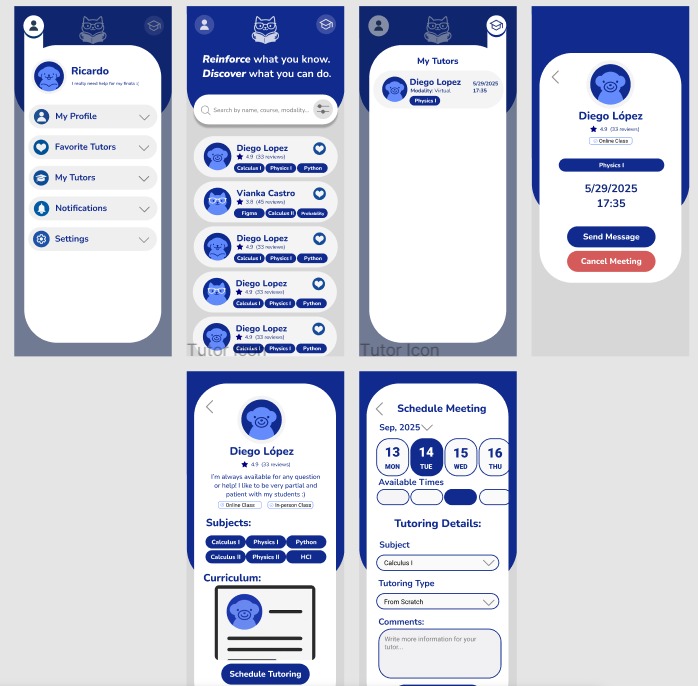 Ricardo
I really need help for my finals :(
My Profile
Favorite Tutors
My Tutors
Notifications
Settings
Reinforce what you know.
Discover what you can do.
Search by name, course, modality...
Diego Lopez
4.9 (33 reviews)
Calculus I Physics I Python
Vianka Castro
3.8 (45 reviews)
Figma Calculus II Probability
Diego Lopez
4.9 (33 reviews)
Calculus I Physics I Python
Diego Lopez
4.9 (33 reviews)
Calculus I Physics I Python
Diego Lopez
4.9 (33 reviews)
Calculus I Physics I Python
Tutor Icon
My Tutors
Diego Lopez 5/29/2025
Modality: Virtual 17:35
Physics I
Tutor Icon
Diego López
4.9 (33 reviews)
Online Class
Physics I
5/29/2025
17:35
Send Message
Cancel Meeting
Diego López
4.9 (33 reviews)
I'm always available for any question
or help! I like to be very partial and
patient with my students :)
Online Class In-person Class
Subjects:
Calculus I Physics I Python
Calculus II Physics II HCI
Curriculum:
Schedule Tutoring
Schedule Meeting
Sep, 2025
13 14 15 16
MON TUE WED THU
Available Times
Tutoring Details:
Subject
Calculus I
Tutoring Type
From Scratch
Comments:
Write more information for your
tutor...